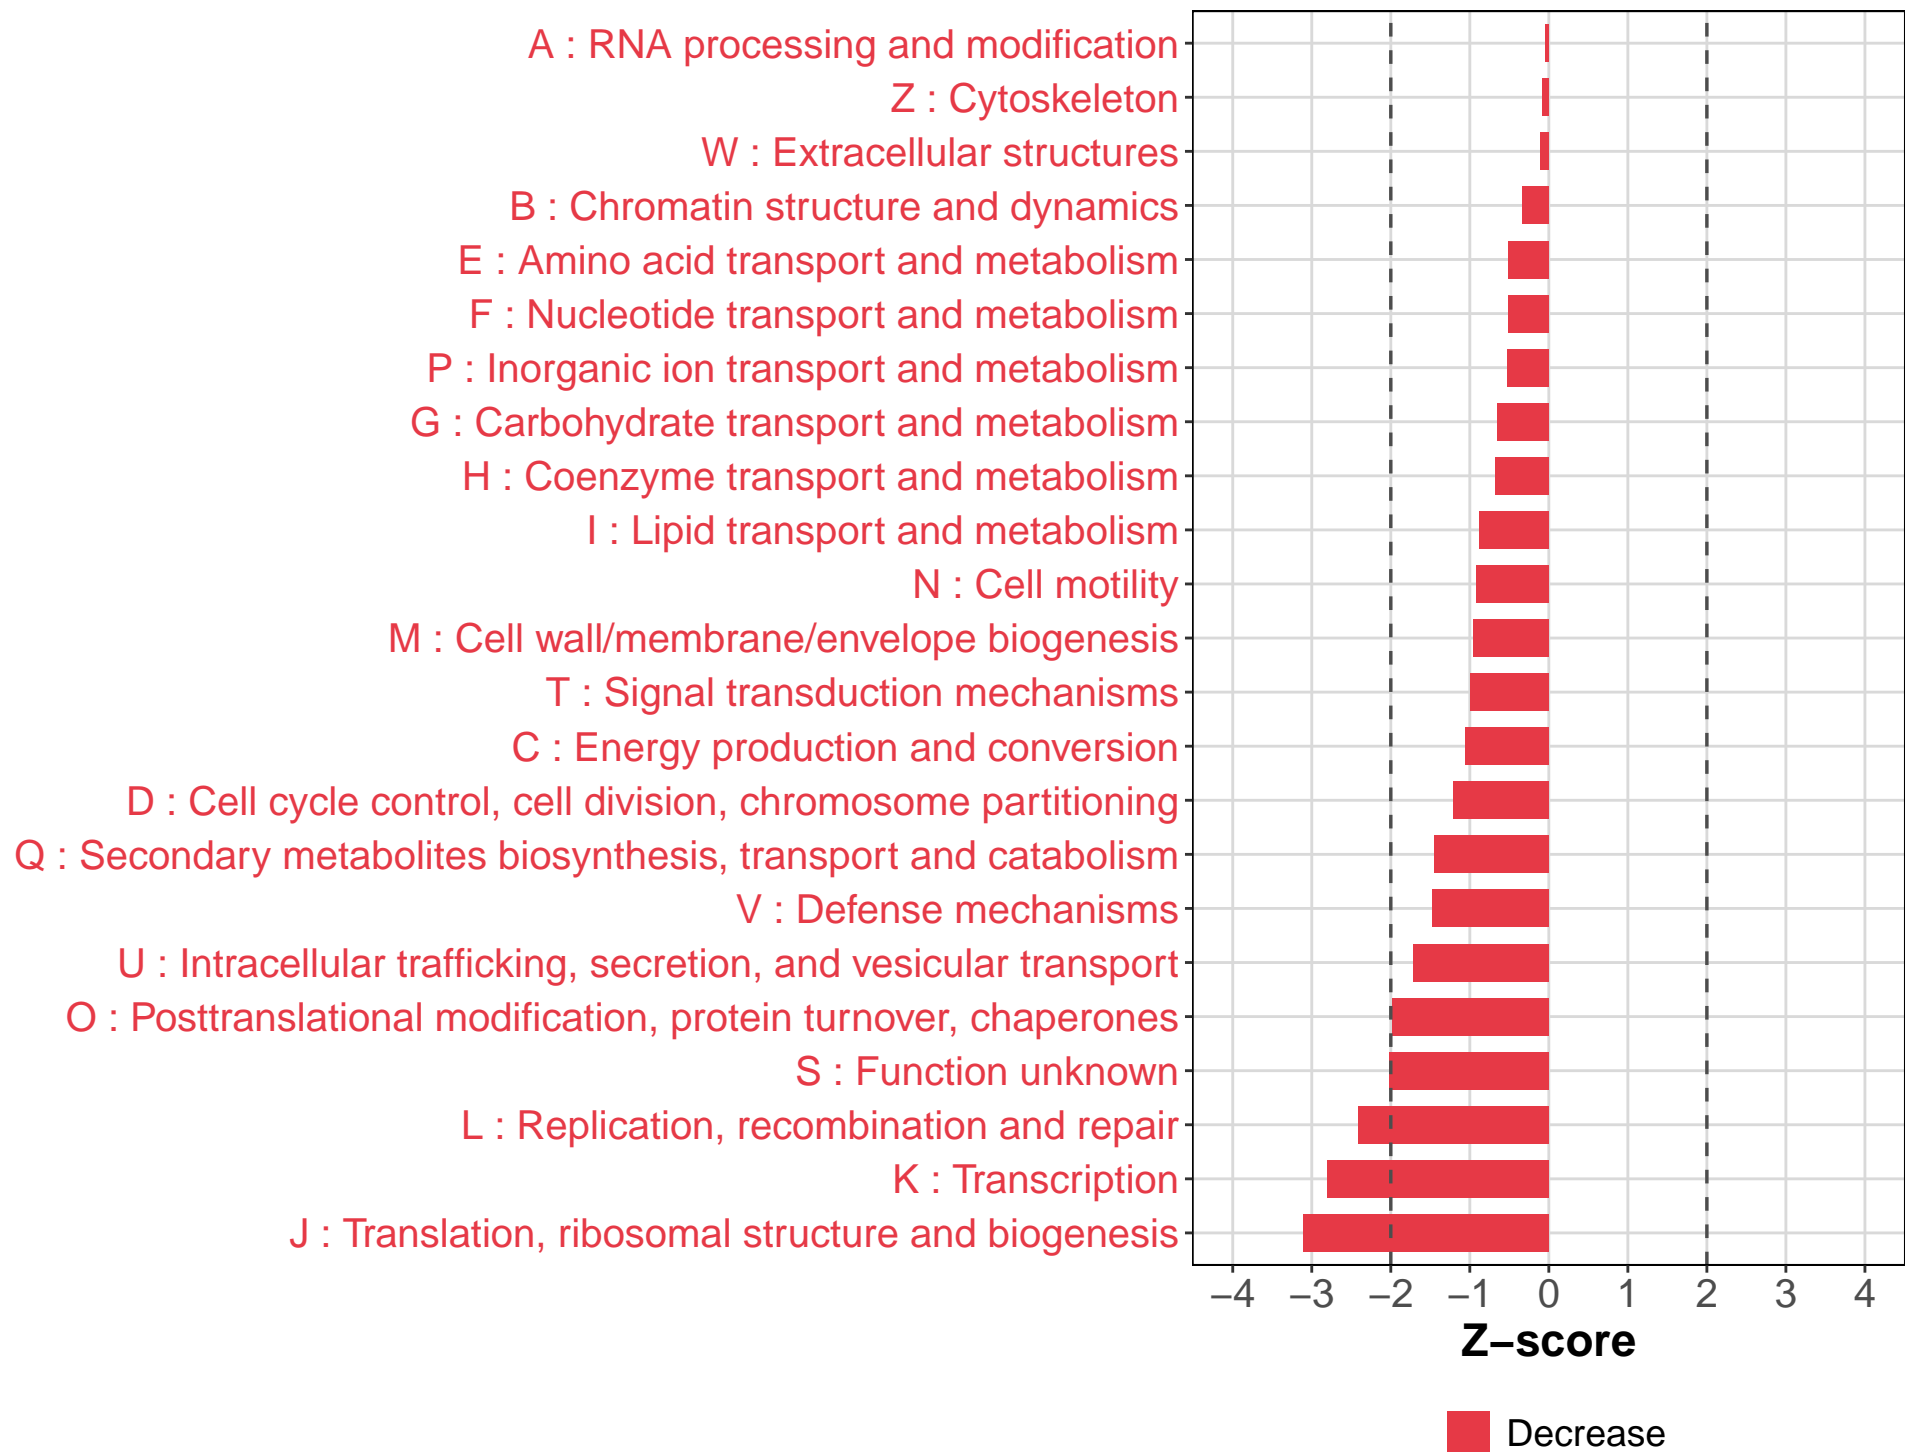 A : RNA processing and modification
Z : Cytoskeleton
W : Extracellular structures
B : Chromatin structure and dynamics
E : Amino acid transport and metabolism
F : Nucleotide transport and metabolism
P : Inorganic ion transport and metabolism
G : Carbohydrate transport and metabolism
H : Coenzyme transport and metabolism
I : Lipid transport and metabolism
N : Cell motility
M : Cell wall/membrane/envelope biogenesis
T : Signal transduction mechanisms
C : Energy production and conversion
D : Cell cycle control, cell division, chromosome partitioning
Q : Secondary metabolites biosynthesis, transport and catabolism
V : Defense mechanisms
U : Intracellular trafficking, secretion, and vesicular transport
O : Posttranslational modification, protein turnover, chaperones
S : Function unknown
L : Replication, recombination and repair
K : Transcription
J : Translation, ribosomal structure and biogenesis
−4 −3 −2 −1 0 1 2 3 4
Z−score
Decrease